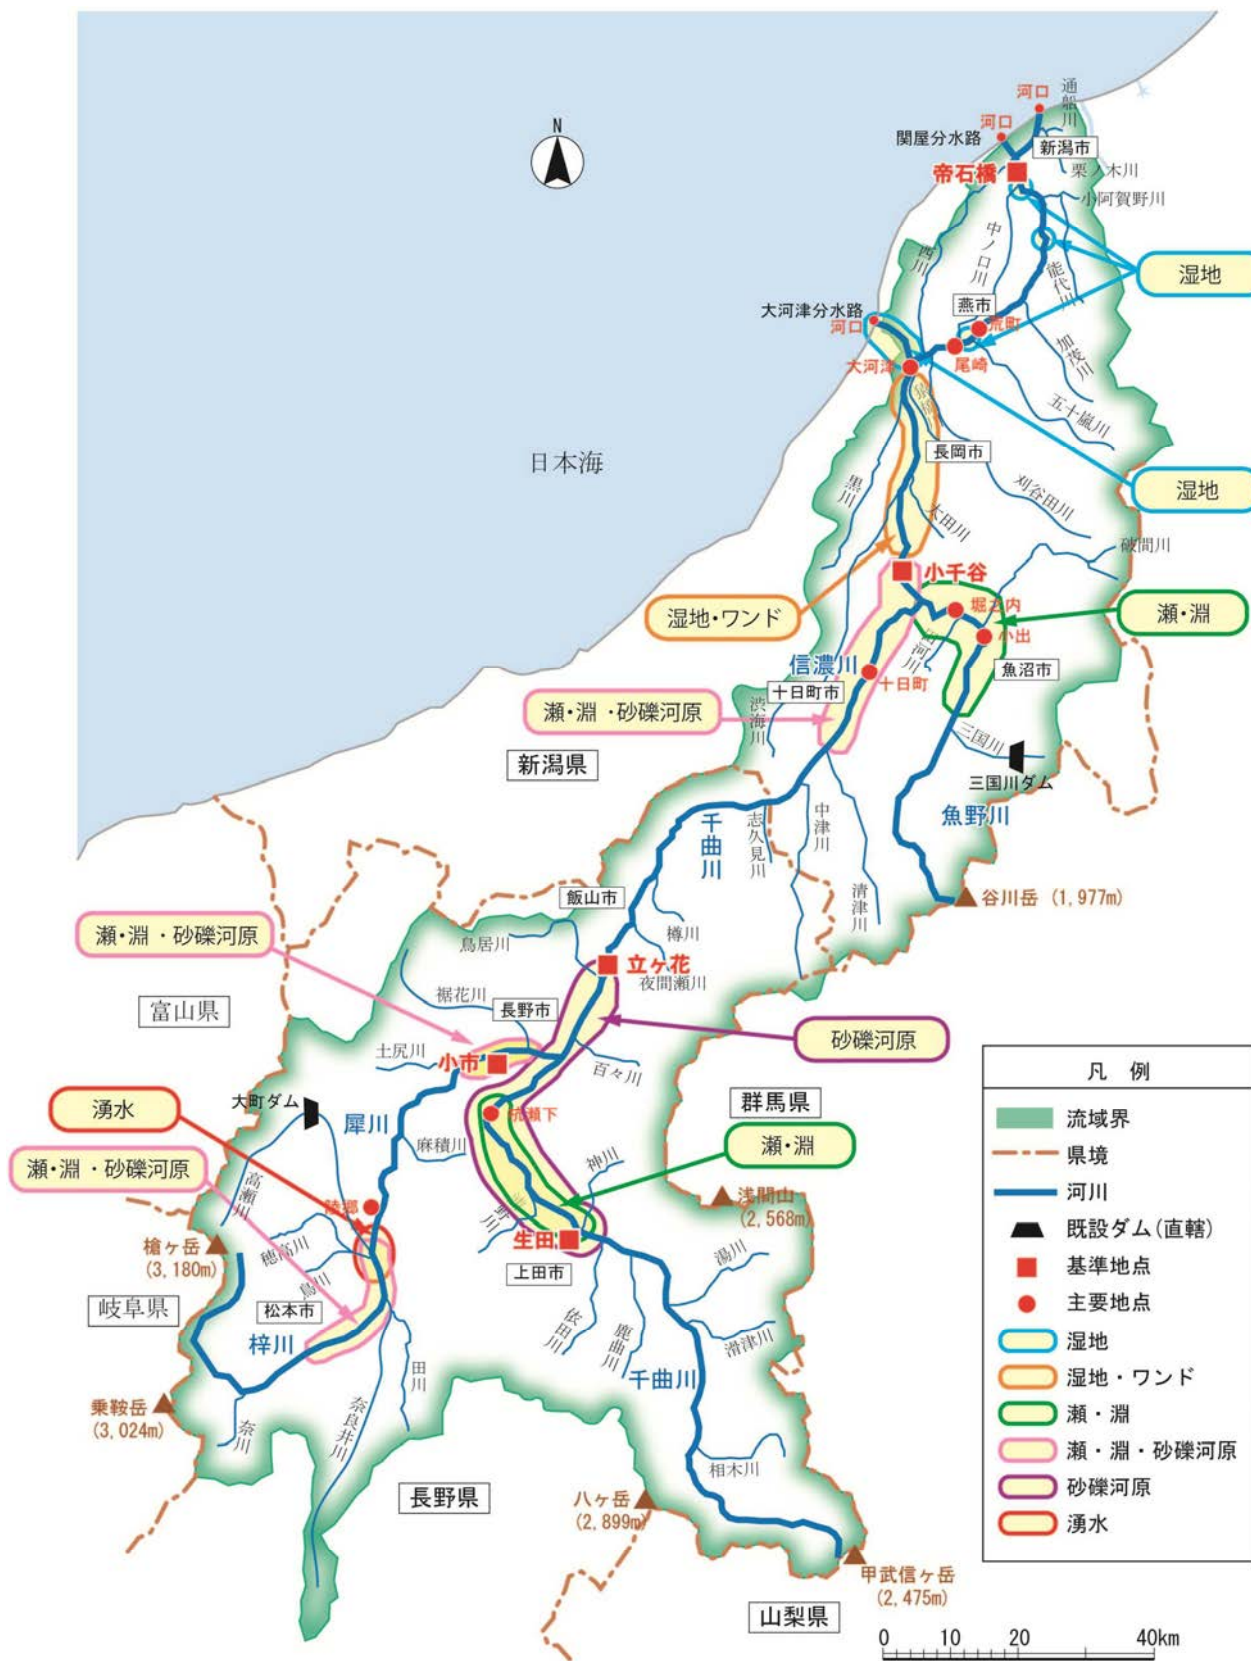 河口
通船川
河口
関屋分水路
新潟市
帝石橋
栗ノ木川
小阿賀野川
西川
中ノ口川
能代川
湿地
大河津分水路
河口
燕市
荒町
尾崎
大河津
加茂川
五十嵐川
N
日本海
長岡市
黒川
太田川
刈谷田川
湿地
破間川
小千谷
湿地・ワンド
堀之内
瀬・淵
小出
信濃川
魚沼市
十日町
十日町市
瀬・淵・砂礫河原
渋海川
三国川
新潟県
三国川ダム
魚野川
千曲川
志久見川
中津川
清津川
谷川岳 (1,977m)
飯山市
瀬・淵・砂礫河原
鳥居川
樽川
立ヶ花
夜間瀬川
富山県
裾花川
長野市
砂礫河原
土尻川
小市
百々川
大町ダム
湧水
犀川
杭瀬下
群馬県
瀬・淵・砂礫河原
麻積川
瀬・淵
高瀬川
神川
陸郷
浅間山
(2,568m)
槍ヶ岳
(3,180m)
穂高川
生田
湯川
岐阜県
松本市
上田市
梓川
依田川
鹿曲川
滑津川
田川
千曲川
乗鞍岳
(3,024m)
奈川
奈良井川
相木川
長野県
八ヶ岳
(2,899m)
甲武信ヶ岳
(2,475m)
山梨県
凡 例
流域界
県境
河川
既設ダム(直轄)
基準地点
主要地点
湿地
湿地・ワンド
瀬・淵
瀬・淵・砂礫河原
砂礫河原
湧水
0 10 20 40km